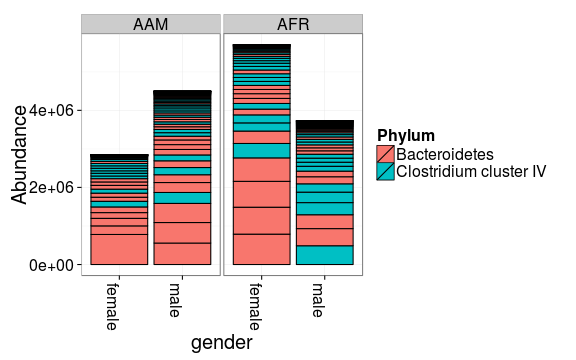 AAM
AFR
Abundance
4e+06
2e+06
0e+00
female
male
female
male
gender
Phylum
Bacteroidetes
Clostridium cluster IV